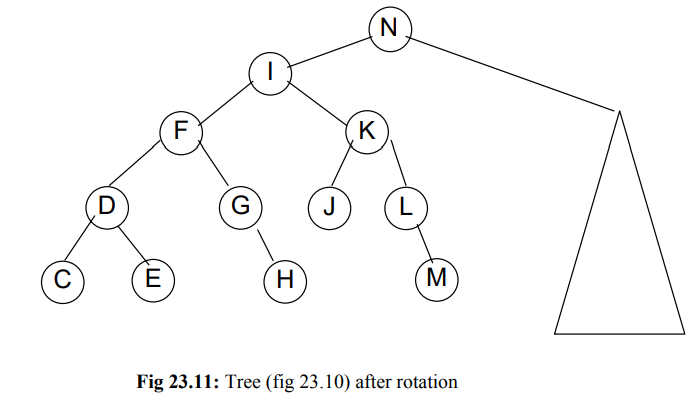 N
I
F K
D G J L
C E H M
Fig 23.11: Tree (fig 23.10) after rotation